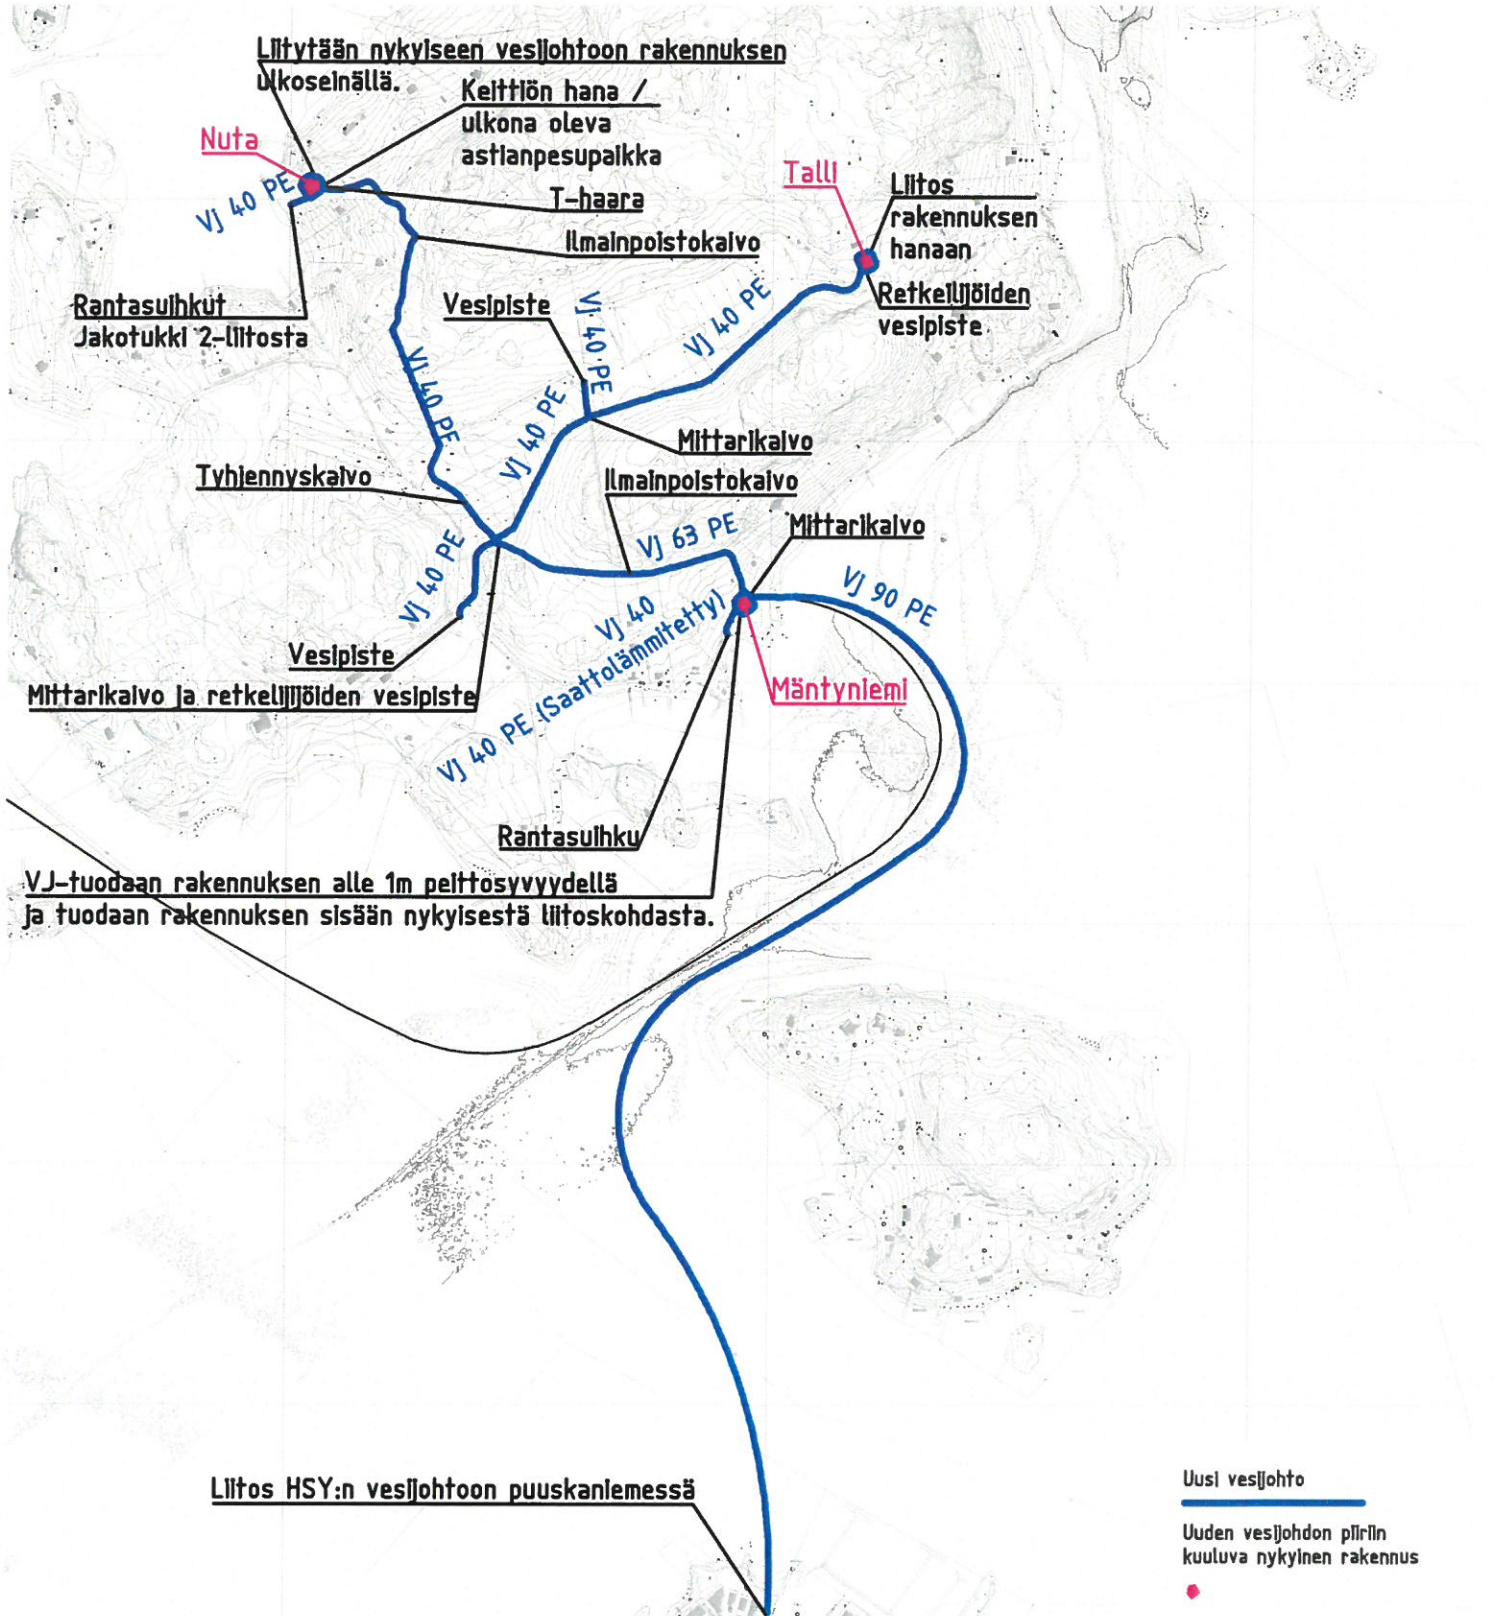 Liitytään nykyiseen vesijohtoon rakennuksen
ulkoseinällä.
Keittiön hana /
ulkona oleva
astianpesupaikka
Nuta
Vj 40 PE
T-haara
Ilmainpoistokaivo
Talli
Liitos
rakennuksen
hanaan
Retkeilijöiden
vesipiste
Rantasuihkut
Jakotukki 2-liitosta
Vesipiste
Vj 40 PE
Vj 40 PE
Vj 40 PE
Vj 40 PE
Mittarikaivo
Tyhjennyskaivo
Ilmainpoistokaivo
Mittarikaivo
Vj 63 PE
Vj 40 PE
Vj 90 PE
Vj 40
Vj 40 PE (Saattolämmitetty)
Vesipiste
Mittarikaivo ja retkelijijöiden vesipiste
Mäntyniemi
Rantasuihku
VJ-tuodaan rakennuksen alle 1m peittosyvyydellä
ja tuodaan rakennuksen sisään nykyisestä liitoskohdasta.
Liitos HSY:n vesijohtoon puuskaniemessä
Uusi vesijohto
Uuden vesijohdon piiriin
kuuluva nykyinen rakennus